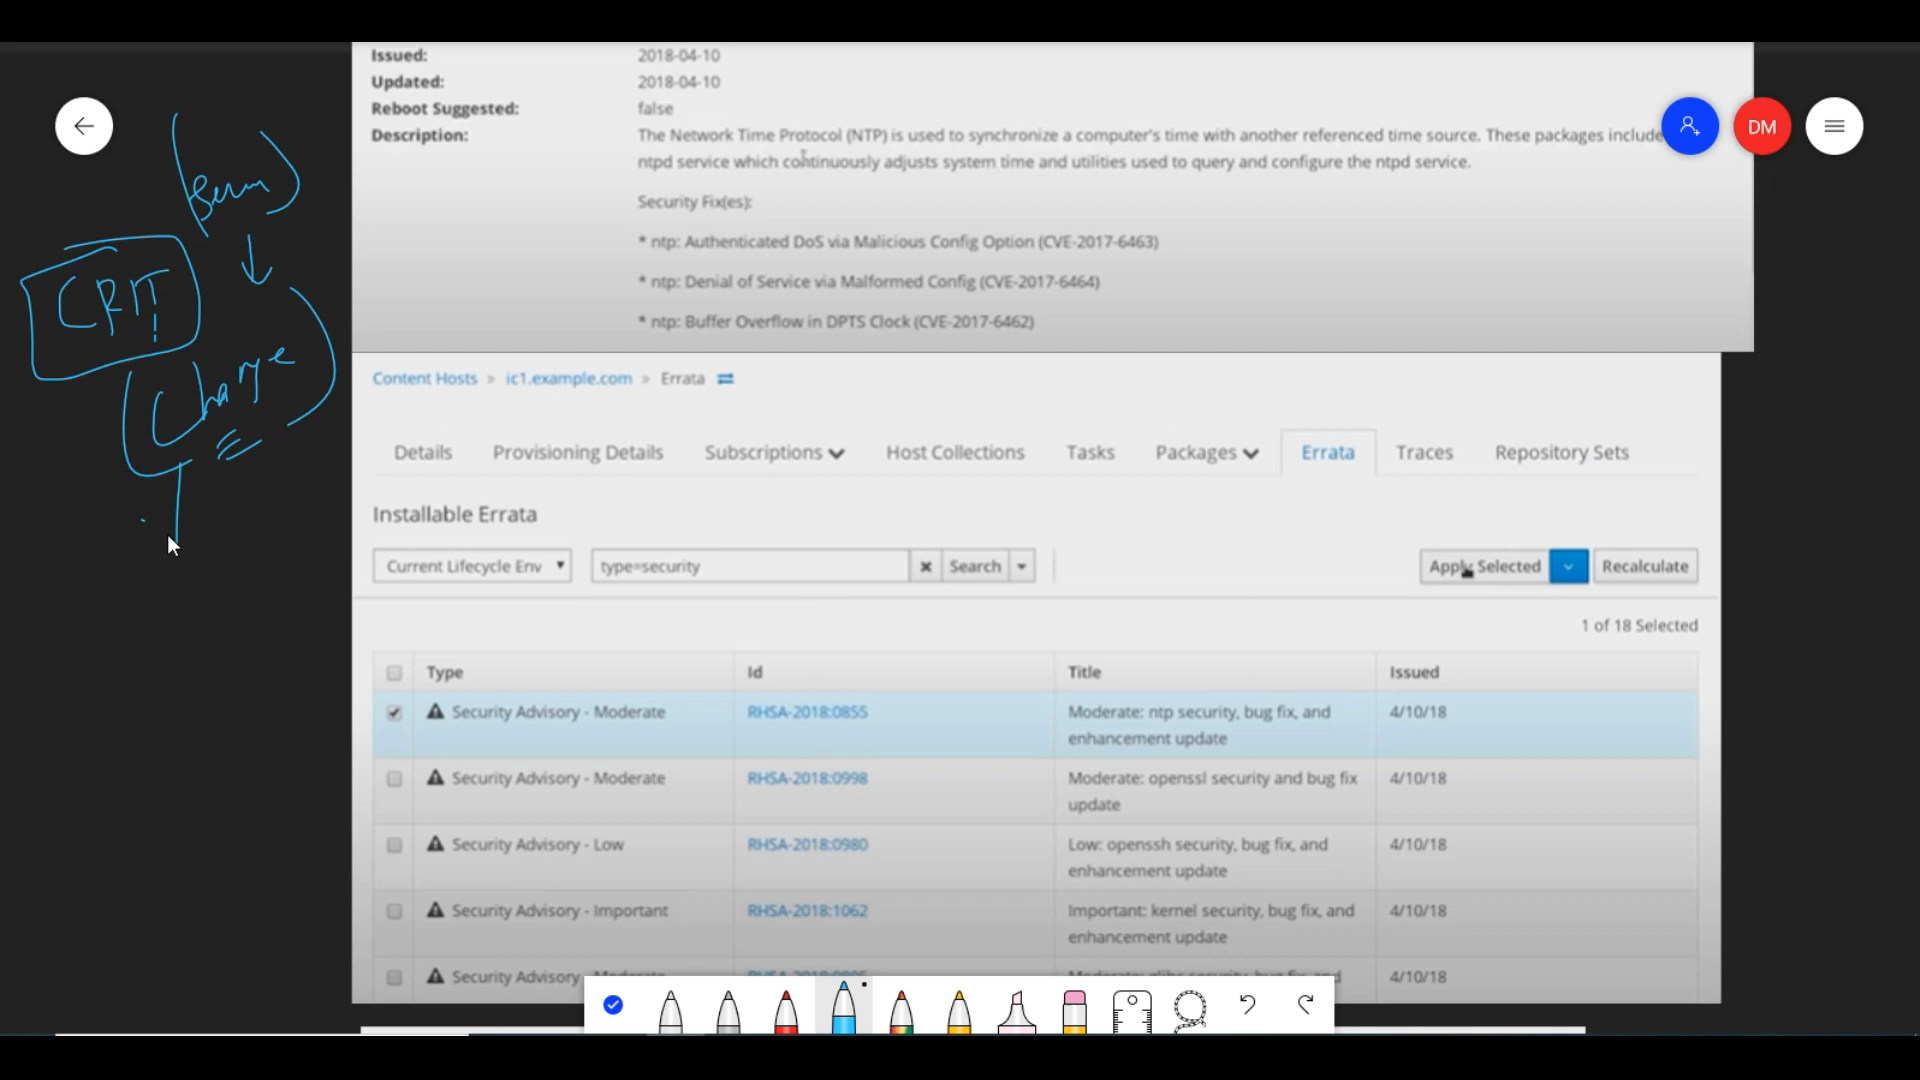 Issued: 2018-04-10
Updated: 2018-04-10
Reboot Suggested: false
Description: The Network Time Protocol (NTP) is used to synchronize a computer's time with another referenced time source. These packages include
ntpd service which continuously adjusts system time and utilities used to query and configure the ntpd service.
DM
Security Fix(es):
* ntp: Authenticated DoS via Malicious Config Option (CVE-2017-6463)
* ntp: Denial of Service via Malformed Config (CVE-2017-6464)
* ntp: Buffer Overflow in DPTS Clock (CVE-2017-6462)
CRIT
Change
Content Hosts » ic1.example.com » Errata
Details Provisioning Details Subscriptions Host Collections Tasks Packages Errata Traces Repository Sets
Installable Errata
Current Lifecycle Env type=security Search Apply Selected Recalculate
1 of 18 Selected
Type Id Title Issued
Security Advisory - Moderate RHSA-2018:0855 Moderate: ntp security, bug fix, and 4/10/18
enhancement update
Security Advisory - Moderate RHSA-2018:0998 Moderate: openssl security and bug fix 4/10/18
update
Security Advisory - Low RHSA-2018:0980 Low: openssh security, bug fix, and 4/10/18
enhancement update
Security Advisory - Important RHSA-2018:1062 Important: kernel security, bug fix, and 4/10/18
enhancement update
Security Advisory 4/10/18